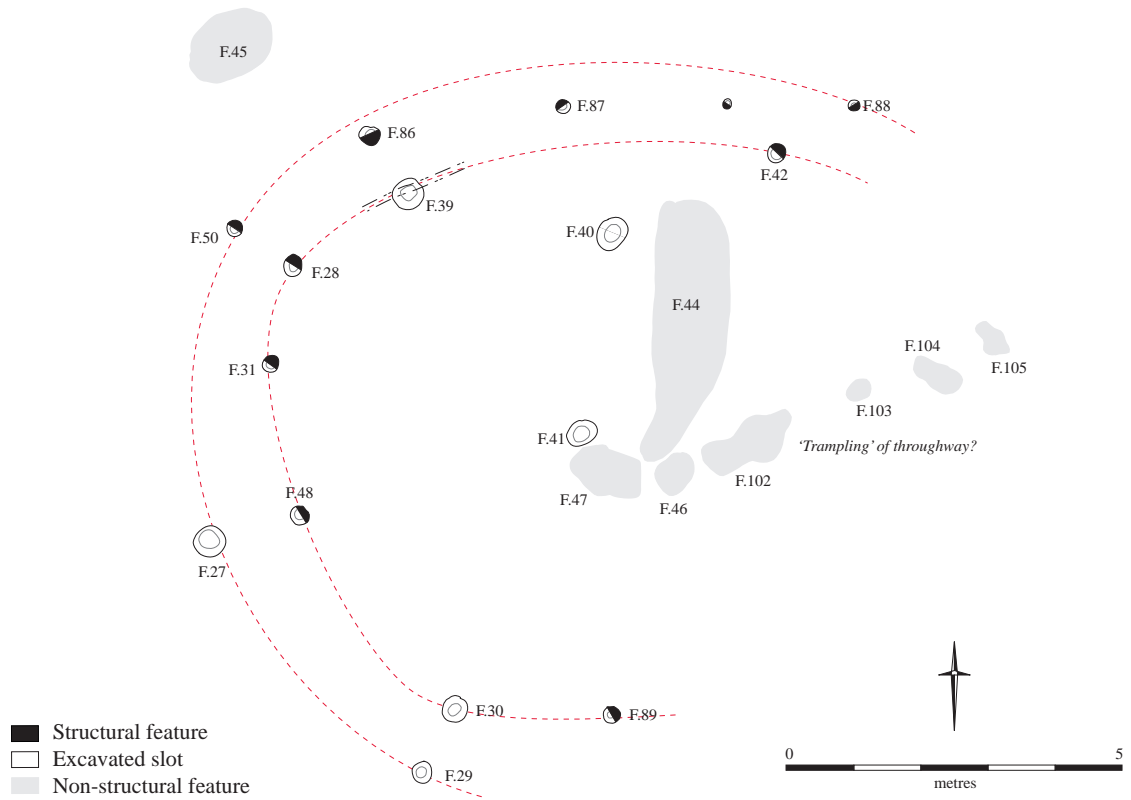 F.45
F.87
F.88
F.86
F.42
F.39
F.50
F.40
F.28
F.44
F.104
F.105
F.31
F.103
F.41
'Trampling' of throughway?
F.102
F.48
F.47
F.46
F.27
F.30
F.89
Structural feature
Excavated slot
Non-structural feature
F.29
0 5
metres